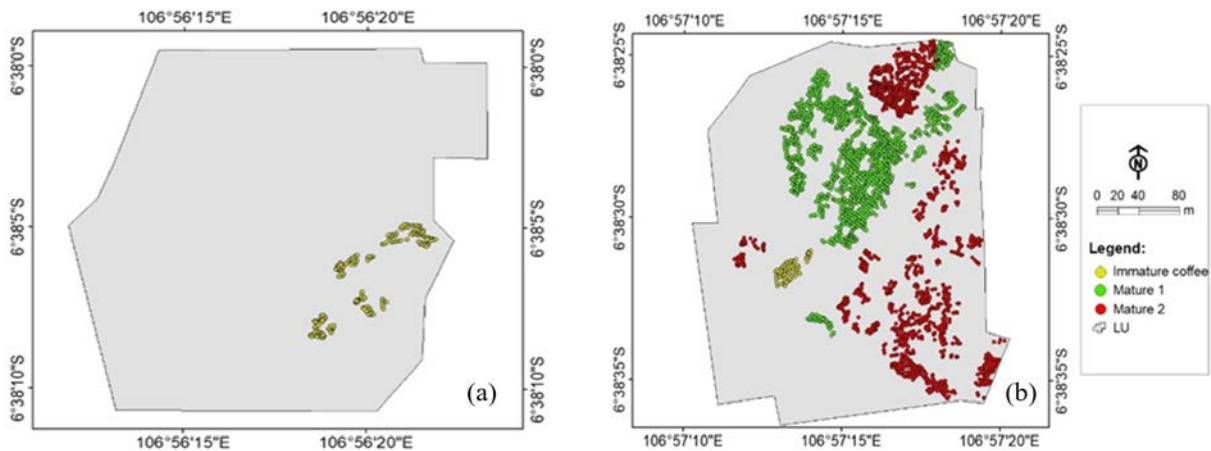 106°56'15"E 106°56'20"E
6°38'0"S 6°38'0"S
6°38'5"S 6°38'5"S
6°38'10"S 6°38'10"S
(a)
106°56'15"E 106°56'20"E
106°57'10"E 106°57'15"E 106°57'20"E
6°38'25"S 6°38'25"S
6°38'30"S 6°38'30"S
6°38'35"S 6°38'35"S
(b)
106°57'10"E 106°57'15"E 106°57'20"E
N
0 20 40 80
m
Legend:
Immature coffee
Mature 1
Mature 2
LU